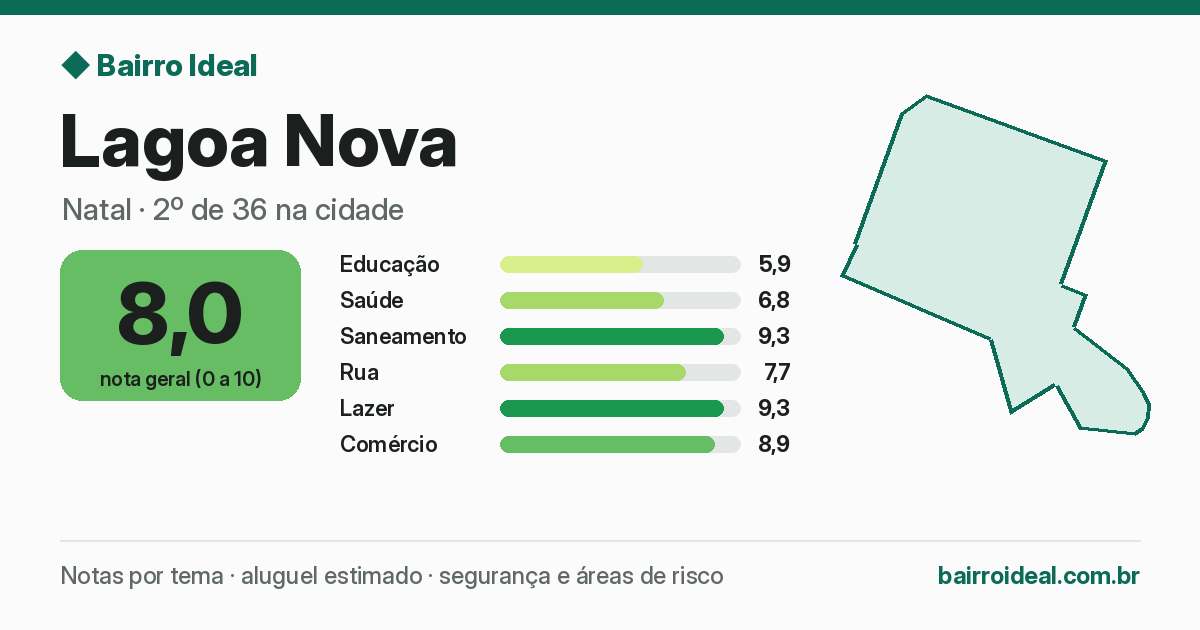 Bairro Ideal
Lagoa Nova
Natal · 2º de 36 na cidade
8,0
nota geral (0 a 10)
Educação 5,9
Saúde 6,8
Saneamento 9,3
Rua 7,7
Lazer 9,3
Comércio 8,9
Notas por tema · aluguel estimado · segurança e áreas de risco
bairroideal.com.br